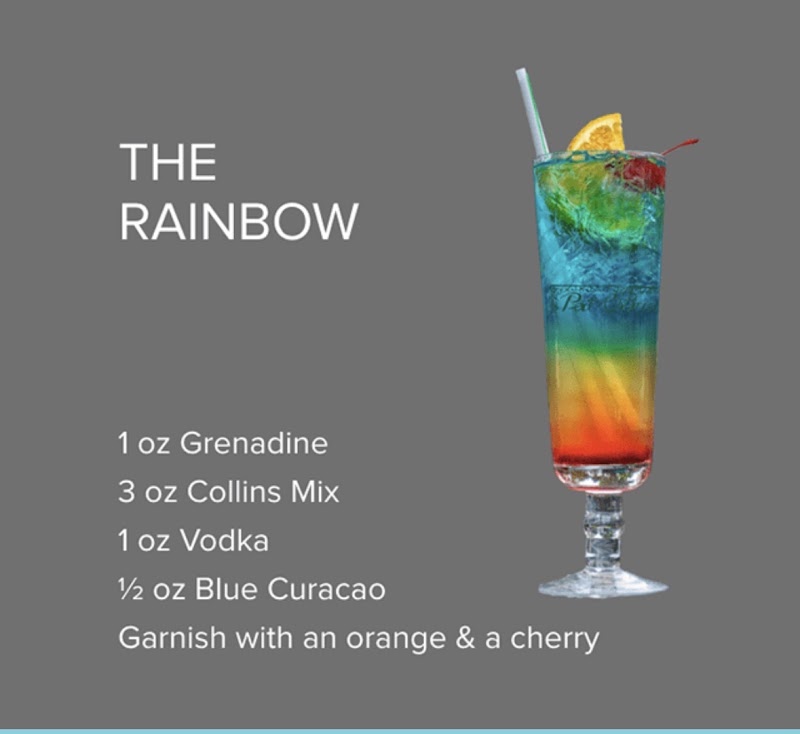 THE
RAINBOW
1 oz Grenadine
3 oz Collins Mix
1 oz Vodka
½ oz Blue Curacao
Garnish with an orange & a cherry